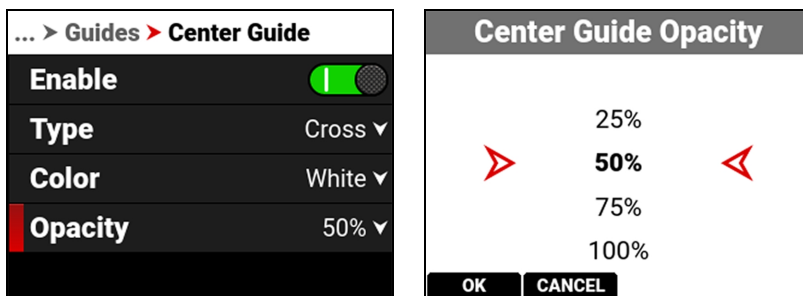 ... > Guides > Center Guide
Enable
Type Cross
Color White
Opacity 50%
Center Guide Opacity
25%
50%
75%
100%
OK CANCEL